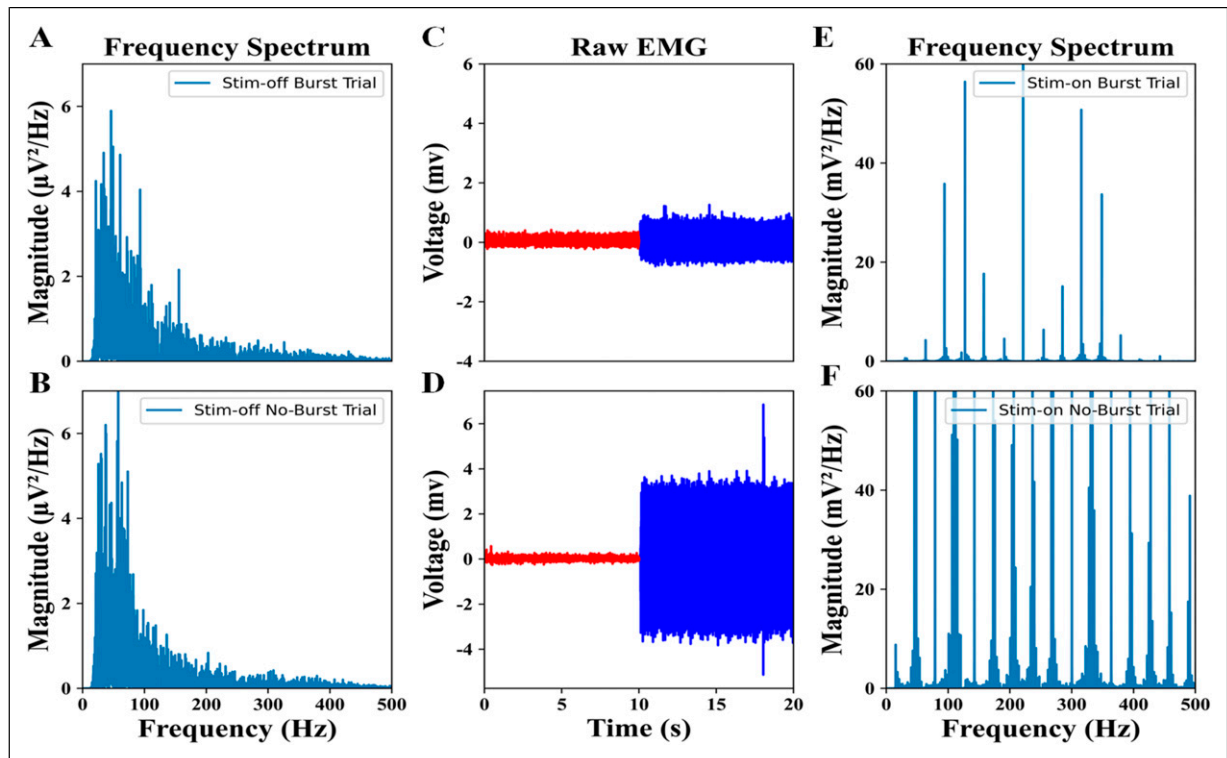 A
Frequency Spectrum
Magnitude (µV²/Hz)
6
4
2
0
Stim-off Burst Trial
B
Magnitude (µV²/Hz)
6
4
2
0
Stim-off No-Burst Trial
0 100 200 300 400 500
Frequency (Hz)
C
Raw EMG
Voltage (mv)
6
4
2
0
-2
-4
D
Voltage (mv)
6
4
2
0
-2
-4
0 5 10 15 20
Time (s)
E
Frequency Spectrum
Magnitude (mV²/Hz)
60
40
20
0
Stim-on Burst Trial
F
Magnitude (mV²/Hz)
60
40
20
0
Stim-on No-Burst Trial
0 100 200 300 400 500
Frequency (Hz)